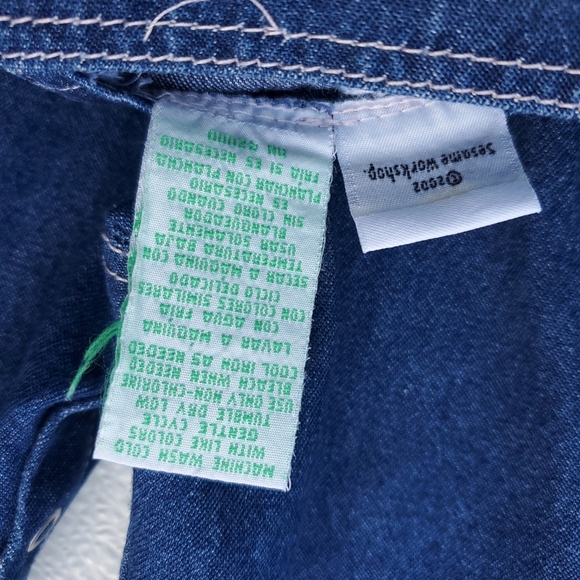 MACHINE WASH COLD
WITH LIKE COLORS
GENTLE CYCLE
TUMBLE DRY LOW
USE ONLY NON-CHLORINE
BLEACH WHEN NEEDED
COOL IRON AS NEEDED
LAVAR A MÁQUINA
CON AGUA FRÍA
CON COLORES SIMILARES
CICLO DELICADO
SECAR A MÁQUINA CON
TEMPERATURA BAJA
USAR SOLAMENTE
BLANQUEADOR
SIN CLORO CUANDO
ES NECESARIO
PLANCHAR CON PLANCHA
FRÍA SI ES NECESARIO
©2002
Sesame Workshop.